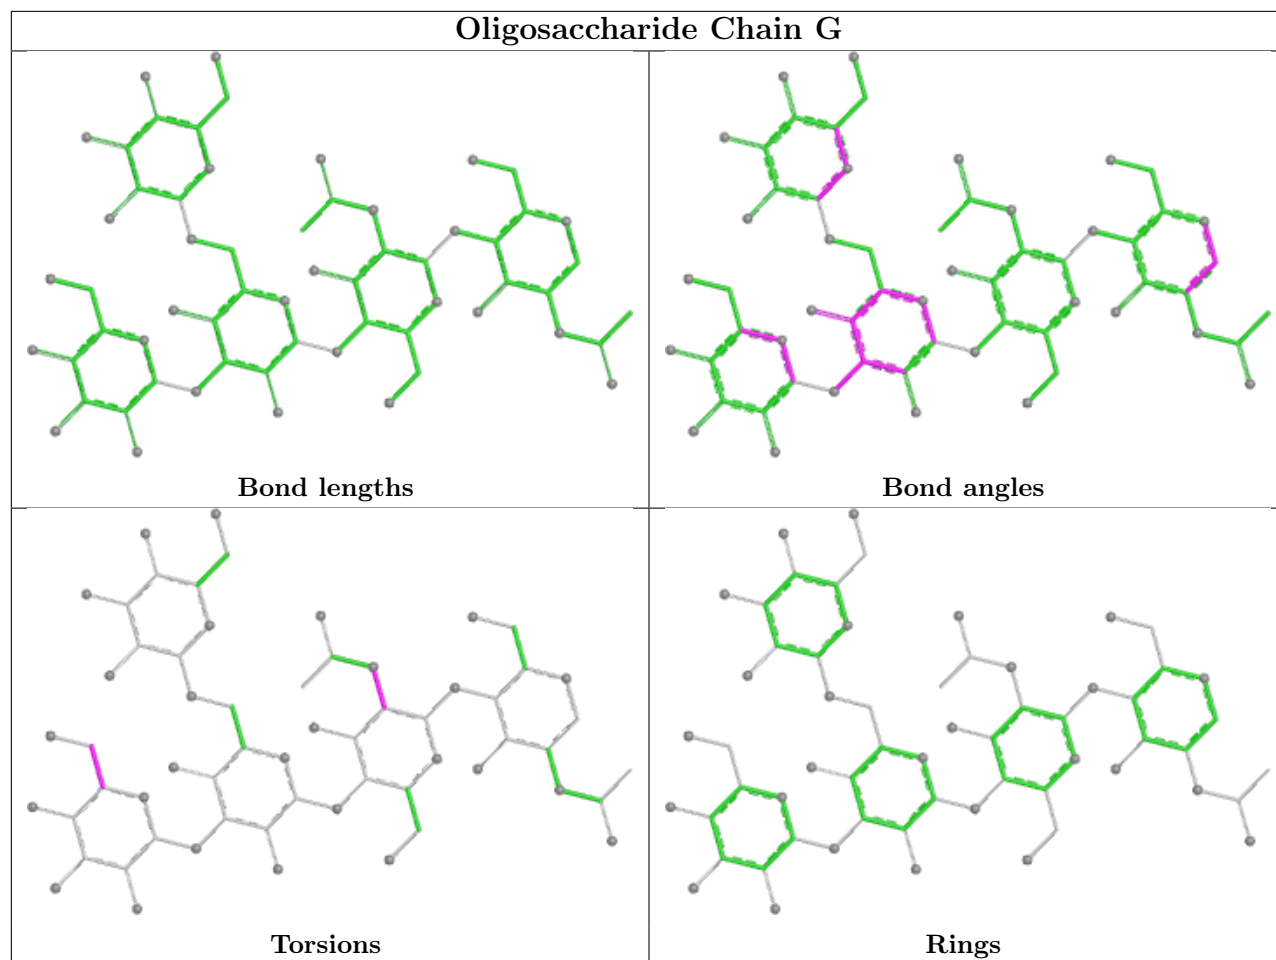 Oligosaccharide Chain G
Bond lengths
Bond angles
Torsions
Rings